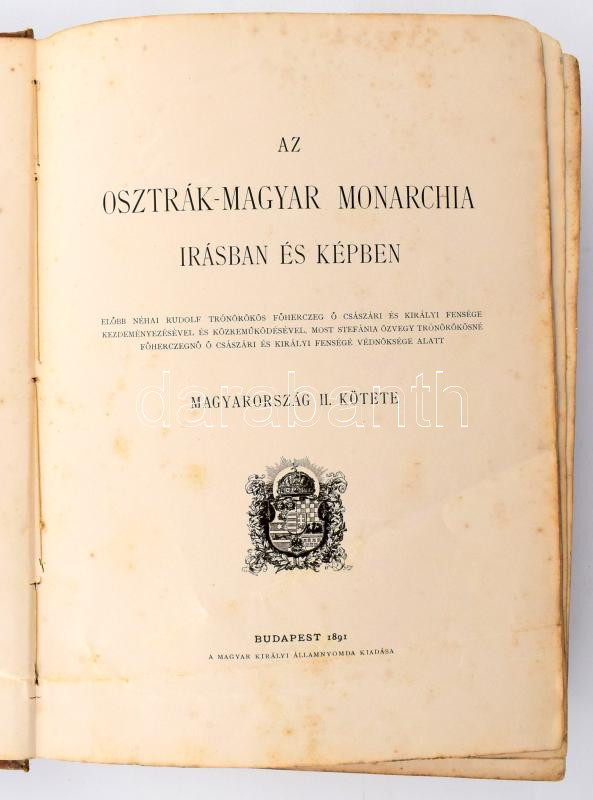 AZ
OSZTRÁK-MAGYAR MONARCHIA
IRÁSBAN ÉS KÉPBEN
ELŐBB NÉHAI RUDOLF TRÓNÖRÖKÖS FŐHERCZEG Ő CSÁSZÁRI ÉS KIRÁLYI FENSÉGE
KEZDEMÉNYEZÉSÉVEL ÉS KÖZREMŰKÖDÉSÉVEL, MOST STEFÁNIA ÖZVEGY TRÓNÖRÖKÖSNÉ
FŐHERCZEGNŐ Ő CSÁSZÁRI ÉS KIRÁLYI FENSÉGE VÉDNÖKSÉGE ALATT
MAGYARORSZÁG II. KÖTETE
darabanth
BUDAPEST 1891
A MAGYAR KIRÁLYI ÁLLAMNYOMDA KIADÁSA